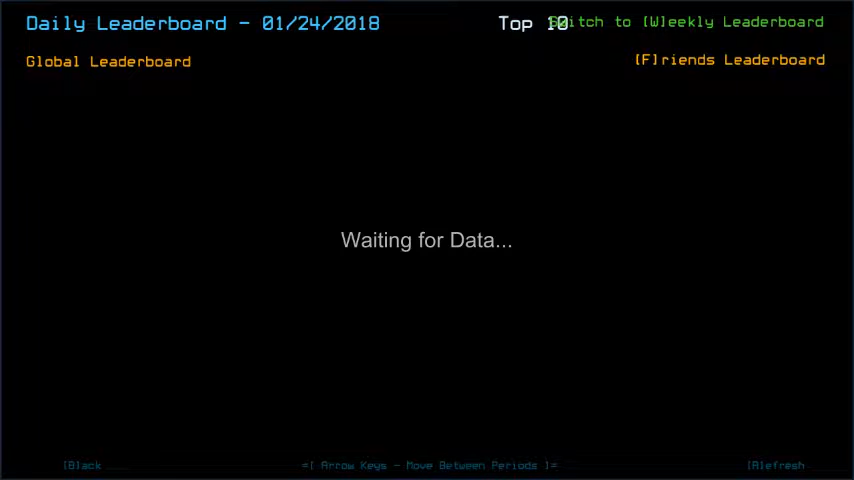 Daily Leaderboard - 01/24/2018
Top 10
Switch to [W]eekly Leaderboard
Global Leaderboard
[F]riends Leaderboard
Waiting for Data...
[B]ack
=[ Arrow Keys - Move Between Periods ]=
[R]efresh